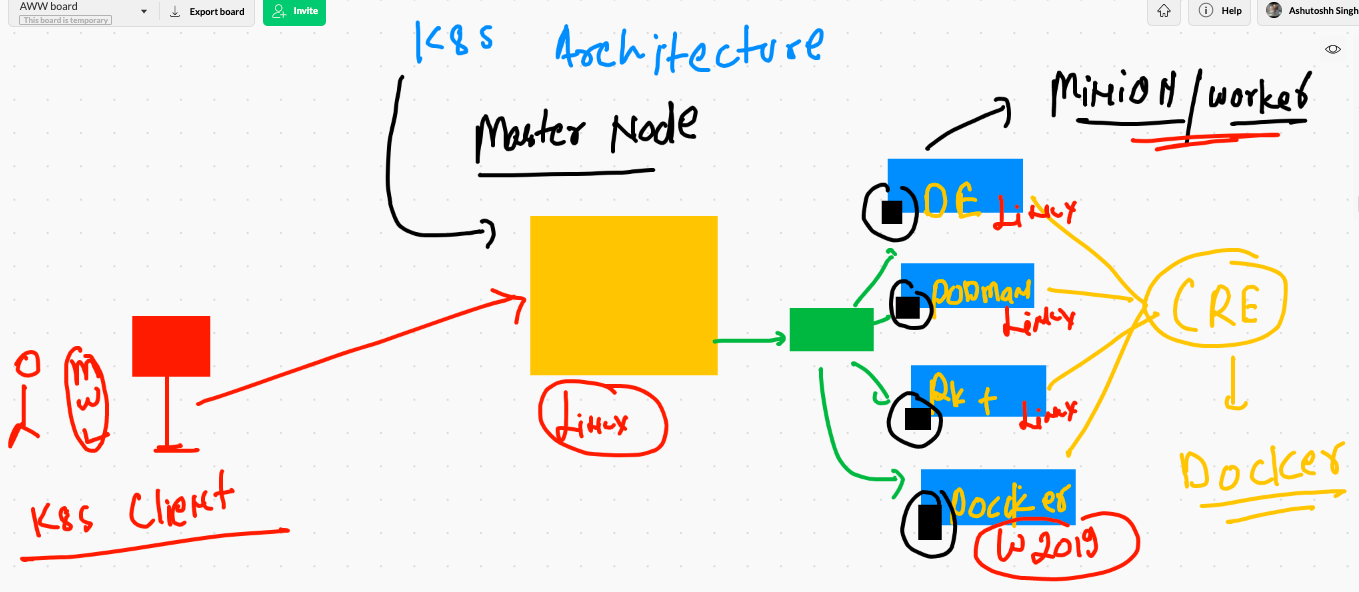 AWW board
This board is temporary
Export board
Invite
Help
Ashutoshh Singh
K8s Architecture
Master Node
MiNiON/worker
DE
Linux
PODMAN
Linux
CRE
Rkt
Linux
M
W
L
Linux
Docker
Docker
K8s Client
W2019